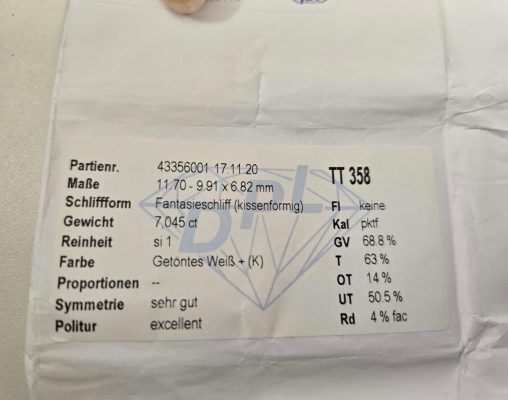 Partienr. 43356001 17.11.20 TT 358
Maße 11.70 - 9.91 x 6.82 mm
Schliffform Fantasieschliff (kissenförmig) Fl keine
Gewicht 7,045 ct Kal pktf
Reinheit si 1 GV 68.8 %
Farbe Getöntes Weiß + (K) T 63 %
Proportionen -- OT 14 %
Symmetrie sehr gut UT 50.5 %
Politur excellent Rd 4% fac
DPL